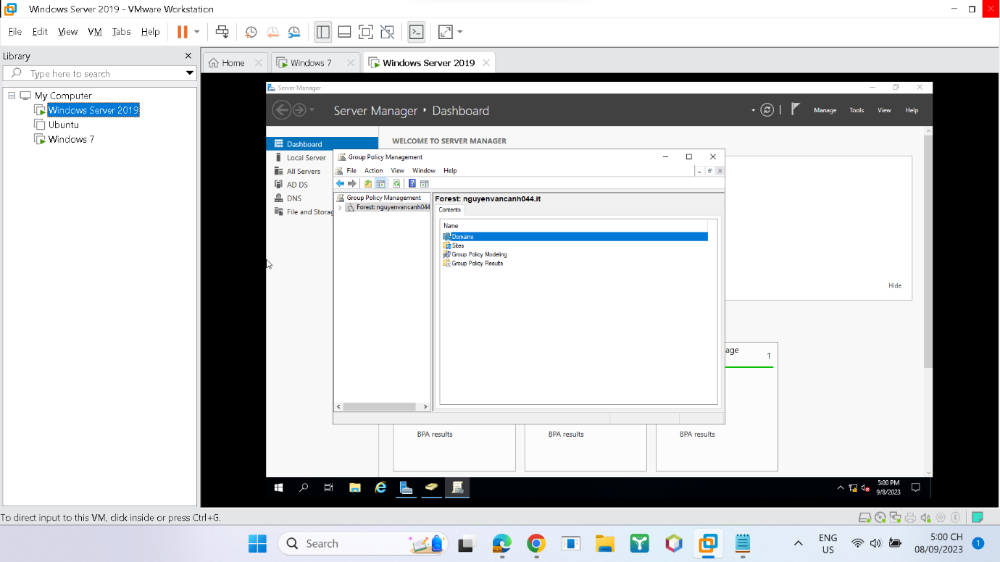 Windows Server 2019 - VMware Workstation
File Edit View VM Tabs Help
Library
Type here to search
My Computer
Windows Server 2019
Ubuntu
Windows 7
Home
Windows 7
Windows Server 2019
Server Manager
Server Manager
Dashboard
Manage Tools View Help
Dashboard
Local Server
All Servers
AD DS
DNS
File and Storag
WELCOME TO SERVER MANAGER
Group Policy Management
File Action View Window Help
Group Policy Management
Forest: nguyenvancanh044
Forest: nguyenvancanh044.it
Contents
Name
Domains
Sites
Group Policy Modeling
Group Policy Results
Hide
age
1
BPA results
BPA results
BPA results
5:00 PM
9/8/2023
To direct input to this VM, click inside or press Ctrl+G.
Search
ENG
US
5:00 CH
08/09/2023
1